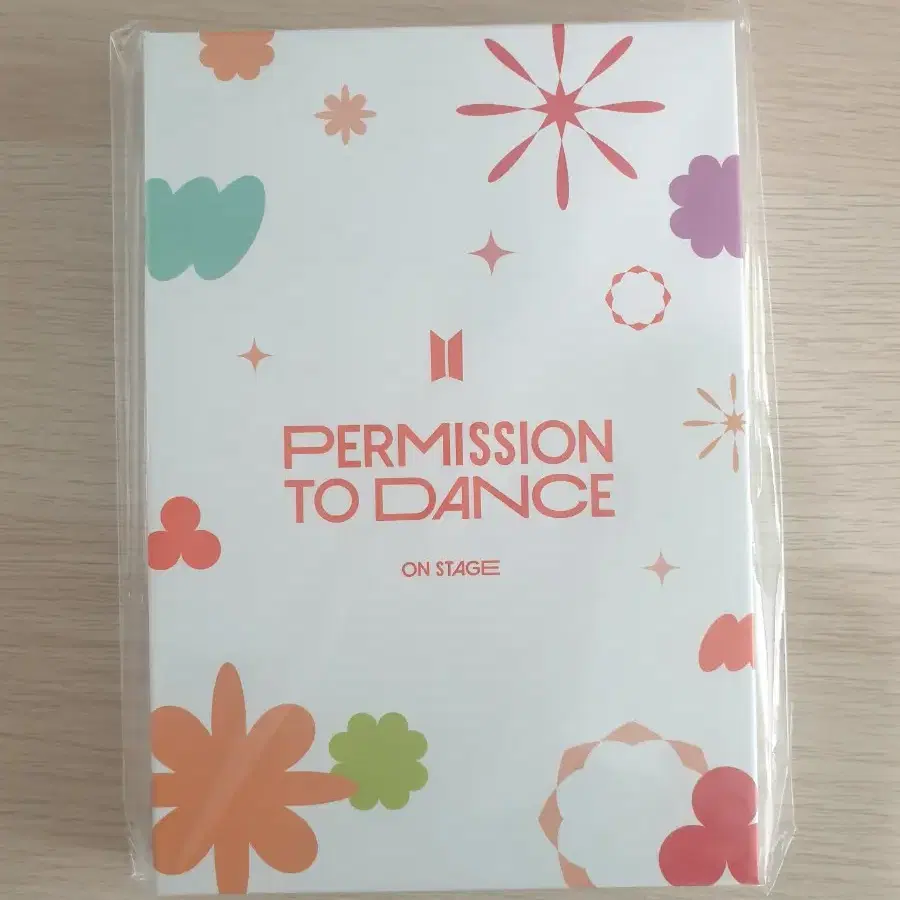 PERMISSION
TO DANCE
ON STAGE